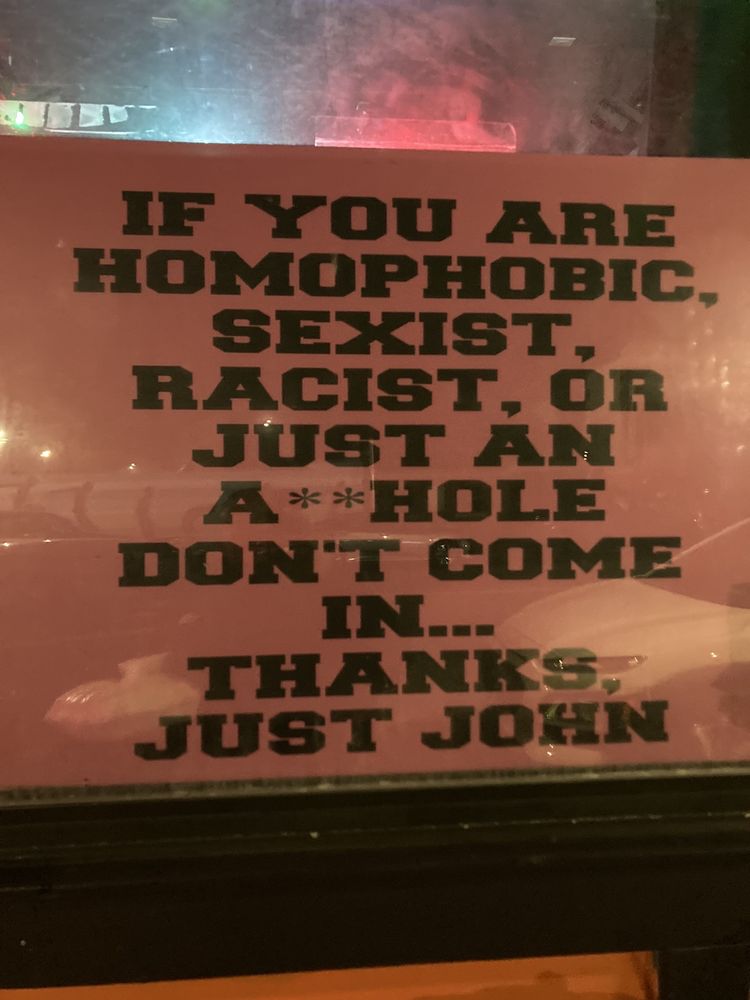 IF YOU ARE
HOMOPHOBIC,
SEXIST,
RACIST, OR
JUST AN
A**HOLE
DON'T COME
IN...
THANKS,
JUST JOHN